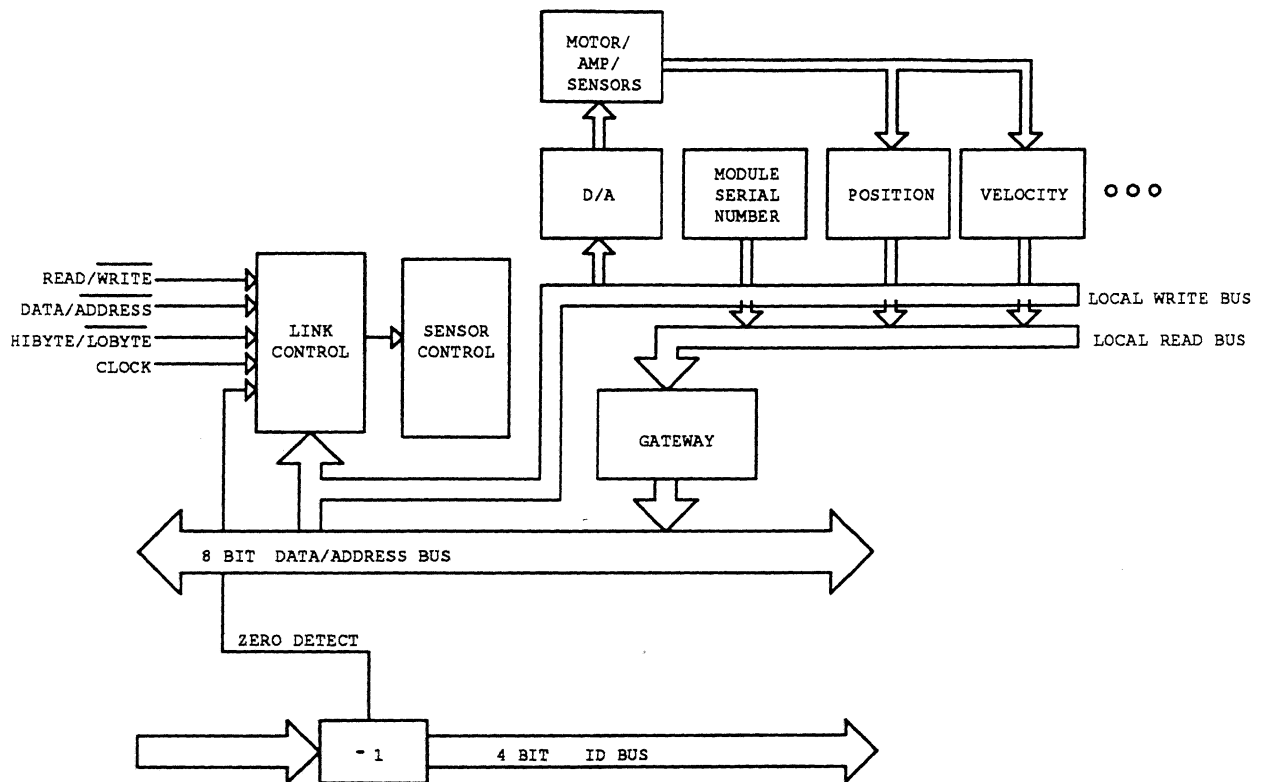 MOTOR/
AMP/
SENSORS
D/A
MODULE
SERIAL
NUMBER
POSITION
VELOCITY
READ/WRITE
DATA/ADDRESS
HIBYTE/LOBYTE
CLOCK
LINK
CONTROL
SENSOR
CONTROL
LOCAL WRITE BUS
LOCAL READ BUS
GATEWAY
8 BIT DATA/ADDRESS BUS
ZERO DETECT
-1
4 BIT ID BUS